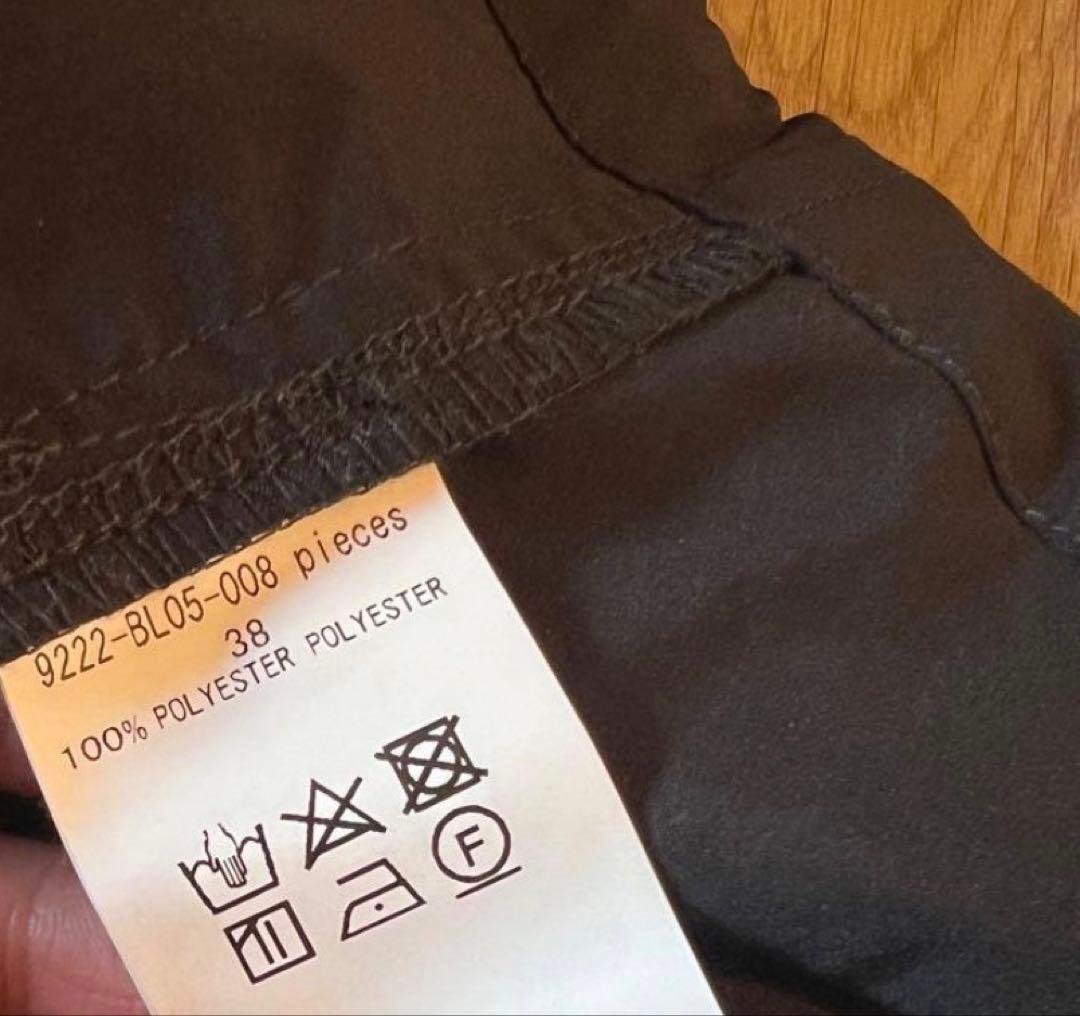 9222-BL05-008 pieces
38
100% POLYESTER POLYESTER
F